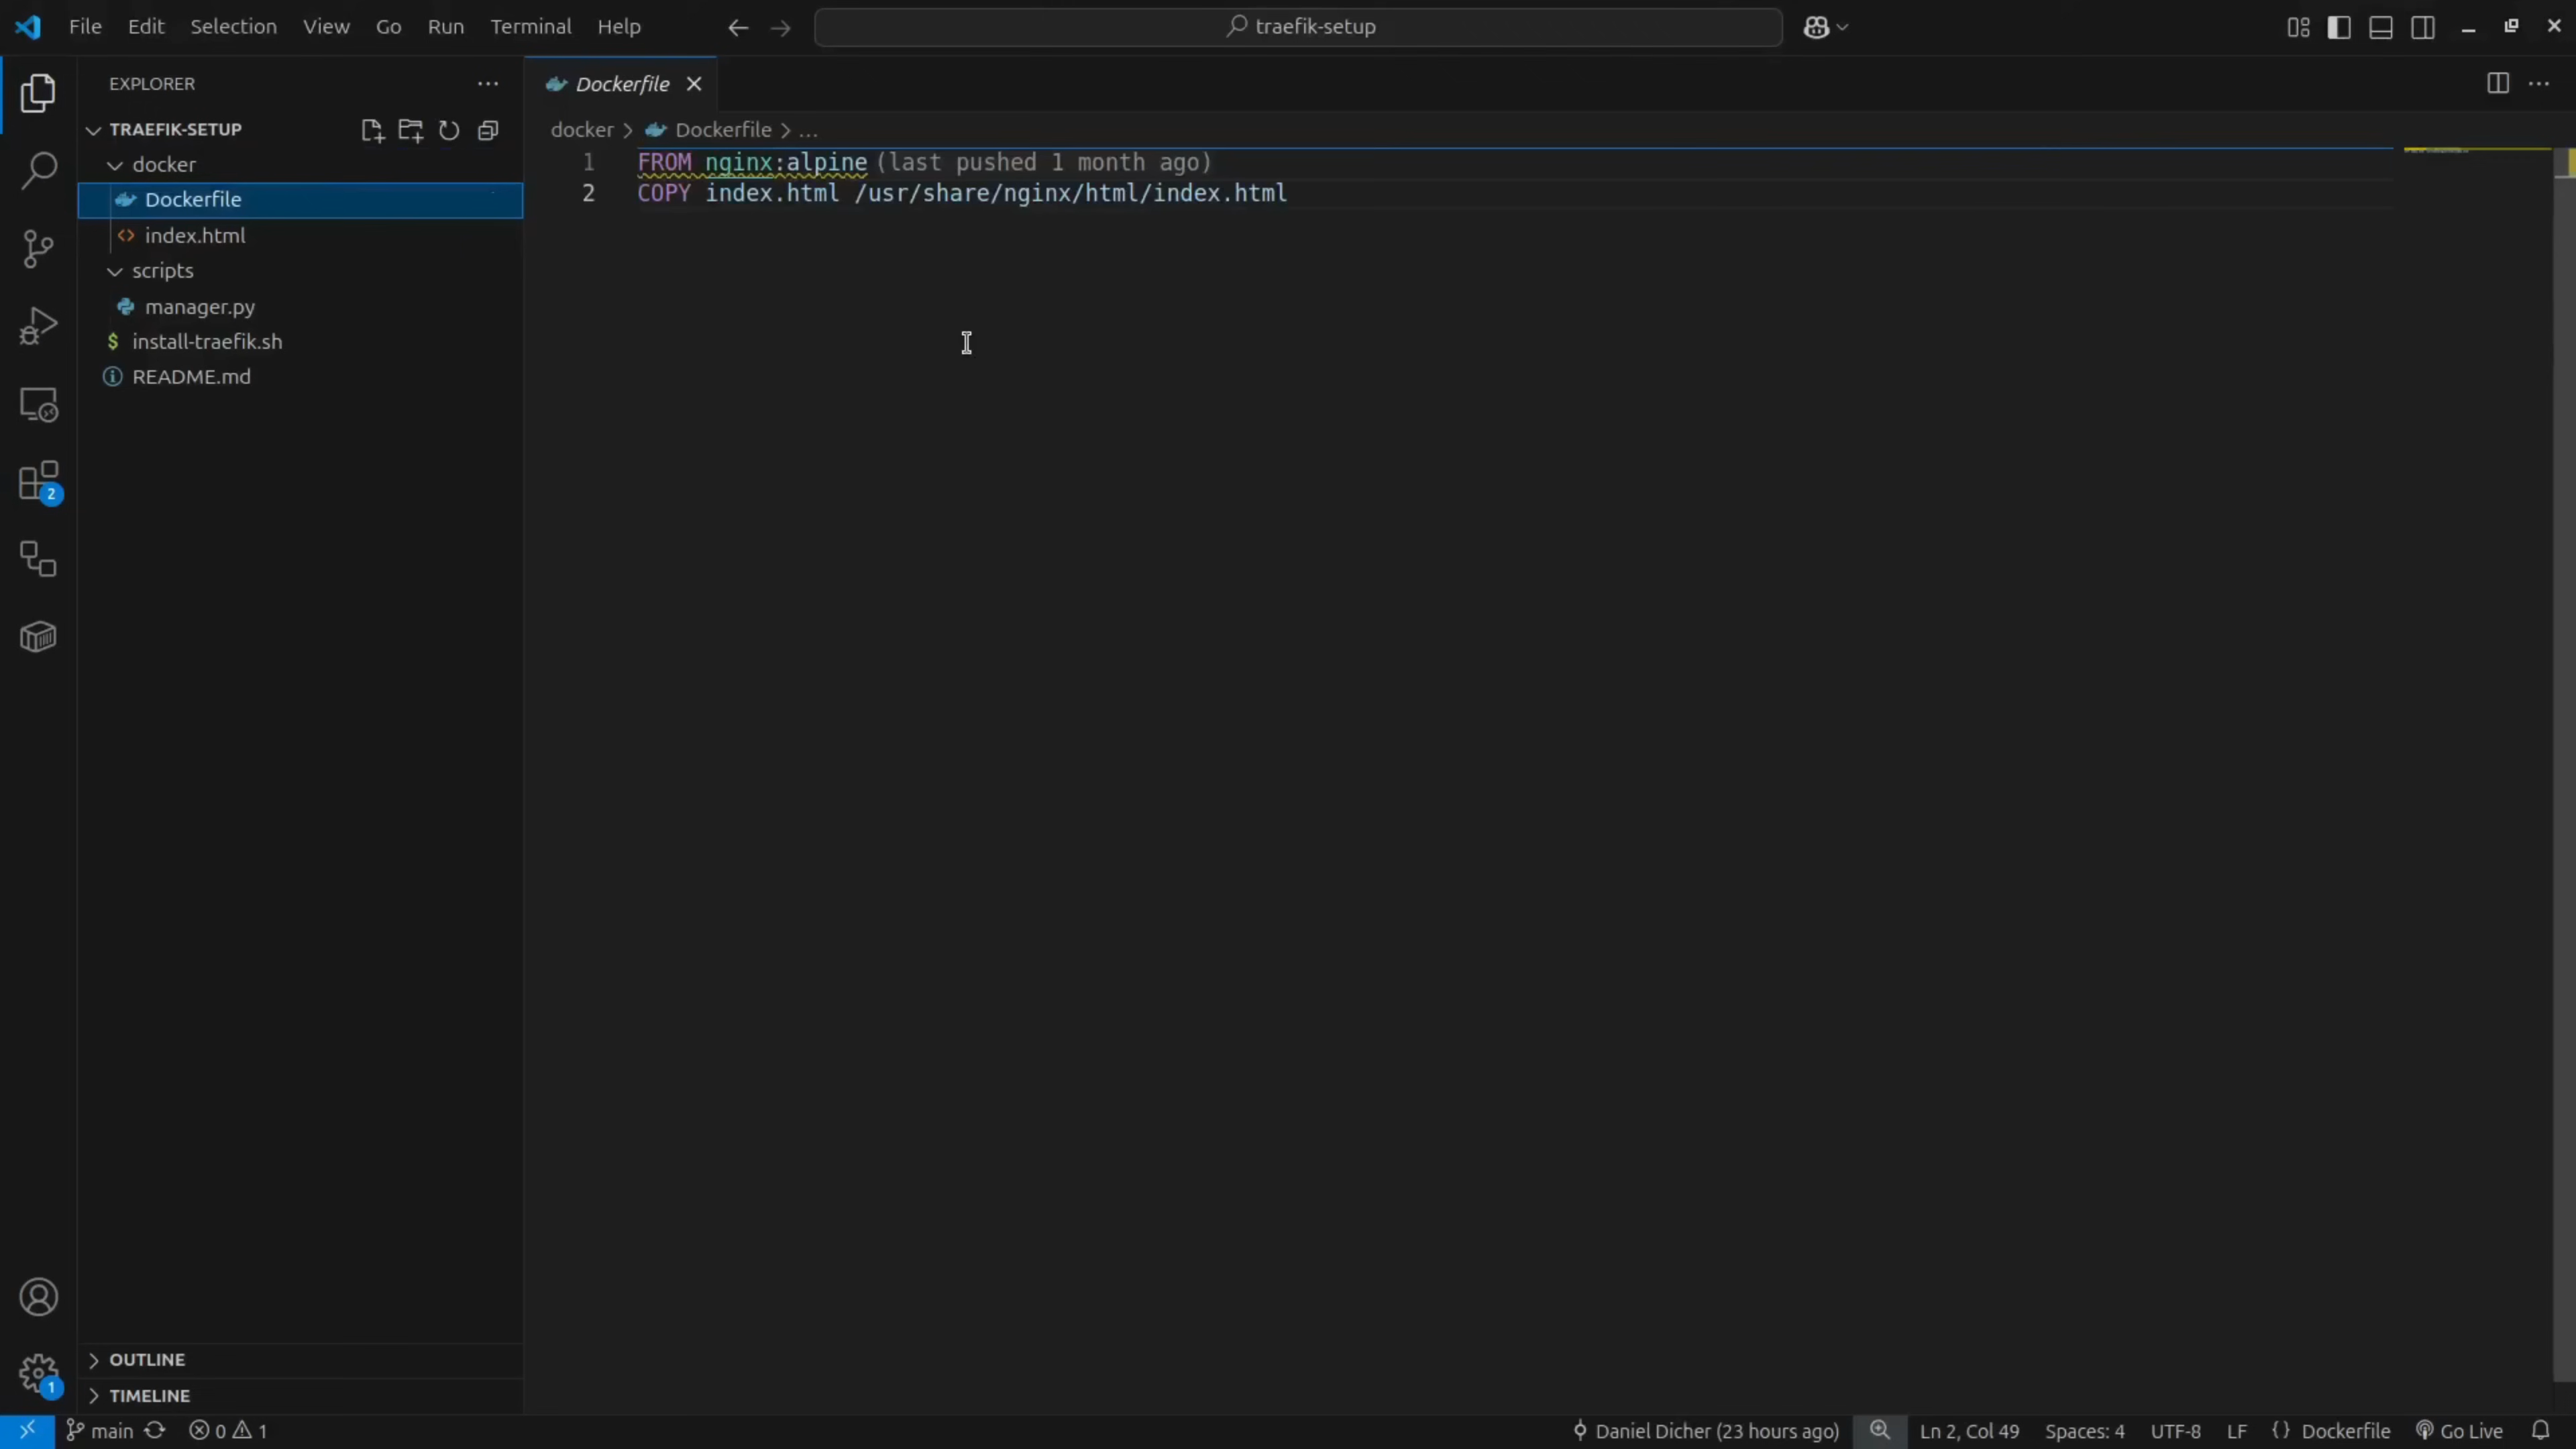 File Edit Selection View Go Run Terminal Help
traefik-setup
EXPLORER
TRAEFIK-SETUP
docker
Dockerfile
index.html
scripts
manager.py
$ install-traefik.sh
README.md
2
OUTLINE
TIMELINE
1
Dockerfile
docker > Dockerfile > ...
1 FROM nginx:alpine (last pushed 1 month ago)
2 COPY index.html /usr/share/nginx/html/index.html
main 0 1 Daniel Dicher (23 hours ago) Ln 2, Col 49 Spaces: 4 UTF-8 LF {} Dockerfile Go Live